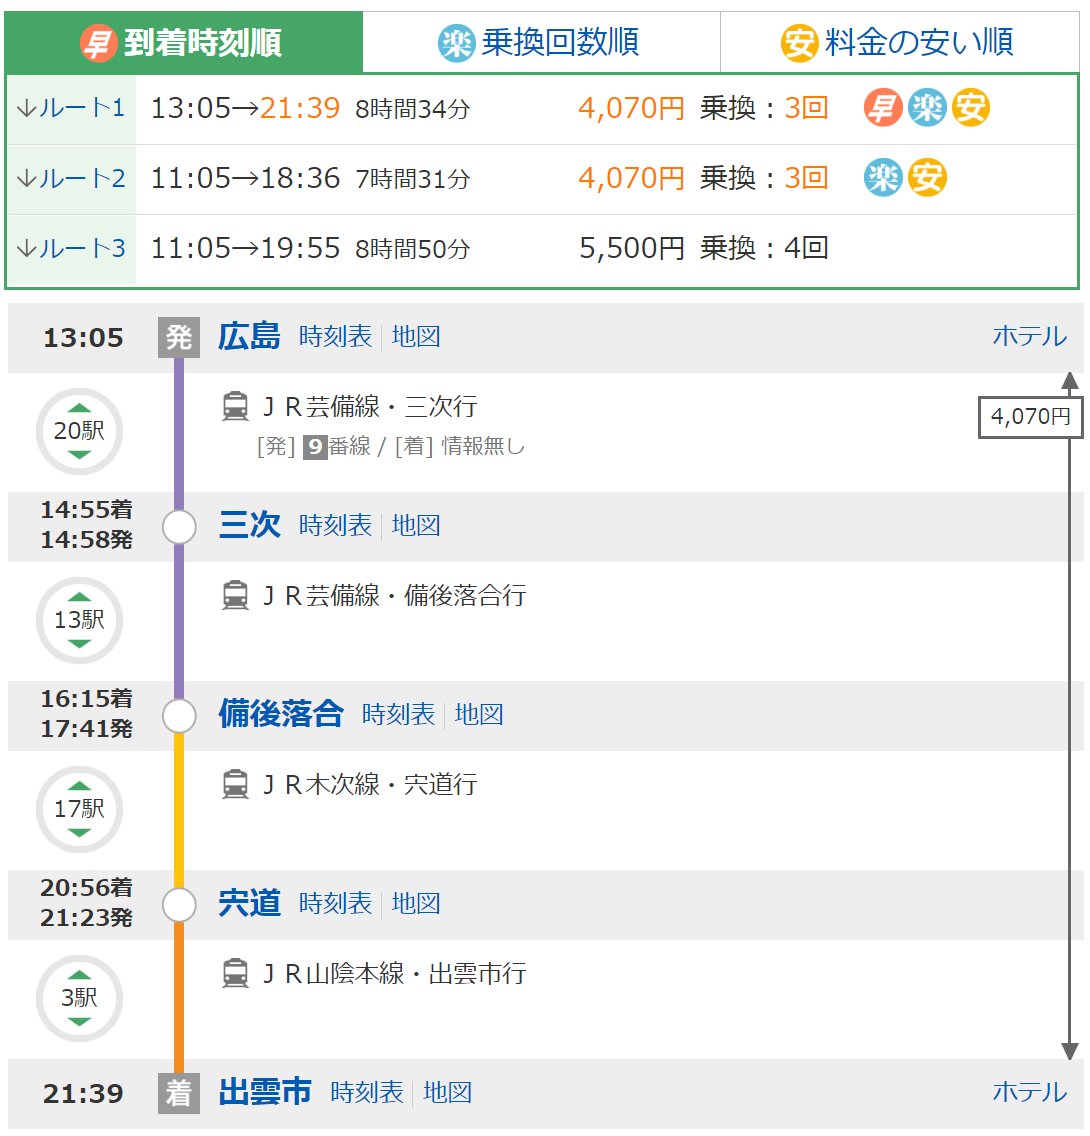 早 到着時刻順 楽 乗換回数順 安 料金の安い順
↓ルート1 13:05→21:39 8時間34分 4,070円 乗換：3回 早 楽 安
↓ルート2 11:05→18:36 7時間31分 4,070円 乗換：3回 楽 安
↓ルート3 11:05→19:55 8時間50分 5,500円 乗換：4回
13:05 発 広島 時刻表 地図 ホテル
ＪＲ芸備線・三次行
4,070円
20駅
[発] 9番線 / [着] 情報無し
14:55着
14:58発
三次 時刻表 地図
ＪＲ芸備線・備後落合行
13駅
16:15着
17:41発
備後落合 時刻表 地図
ＪＲ木次線・宍道行
17駅
20:56着
21:23発
宍道 時刻表 地図
ＪＲ山陰本線・出雲市行
3駅
21:39 着 出雲市 時刻表 地図 ホテル